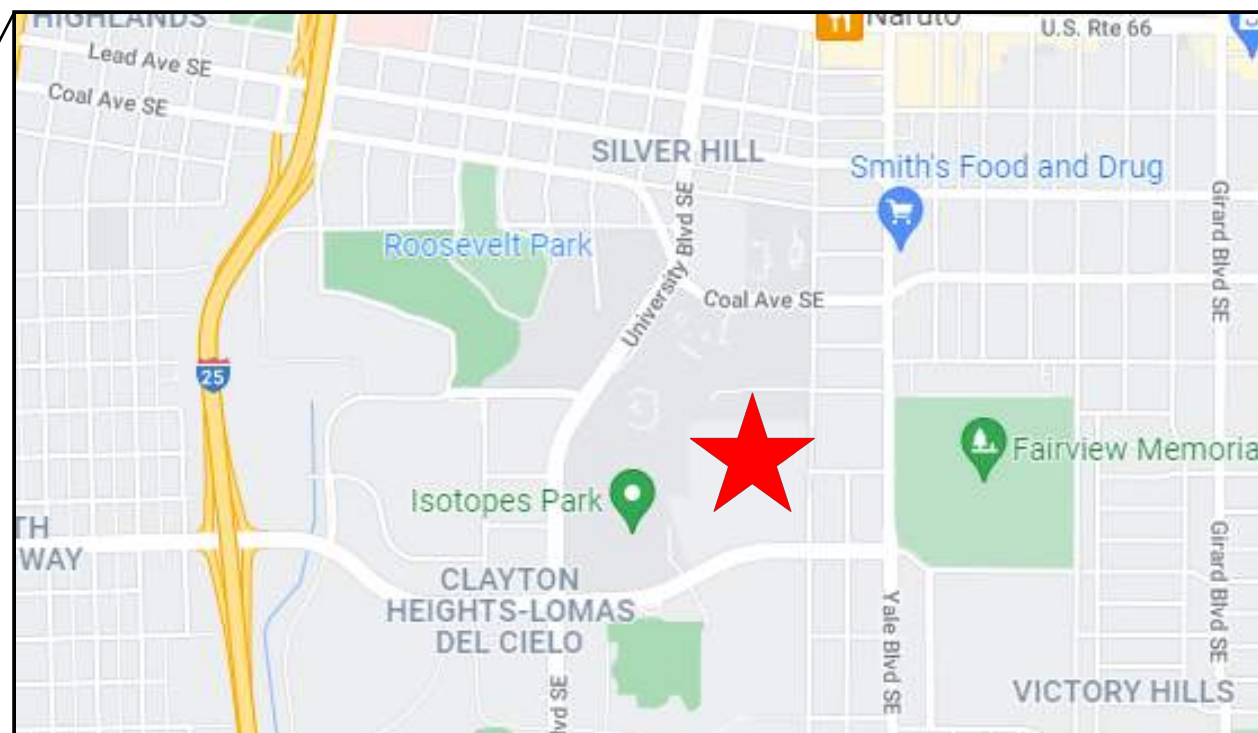 HIGHLANDS
Naruto
U.S. Rte 66
Lead Ave SE
Coal Ave SE
SILVER HILL
Smith's Food and Drug
Girard Blvd SE
Roosevelt Park
University Blvd SE
Coal Ave SE
25
Isotopes Park
Fairview Memoria
TH
WAY
CLAYTON
HEIGHTS-LOMAS
DEL CIELO
Yale Blvd SE
Girard Blvd SE
vd SE
VICTORY HILLS